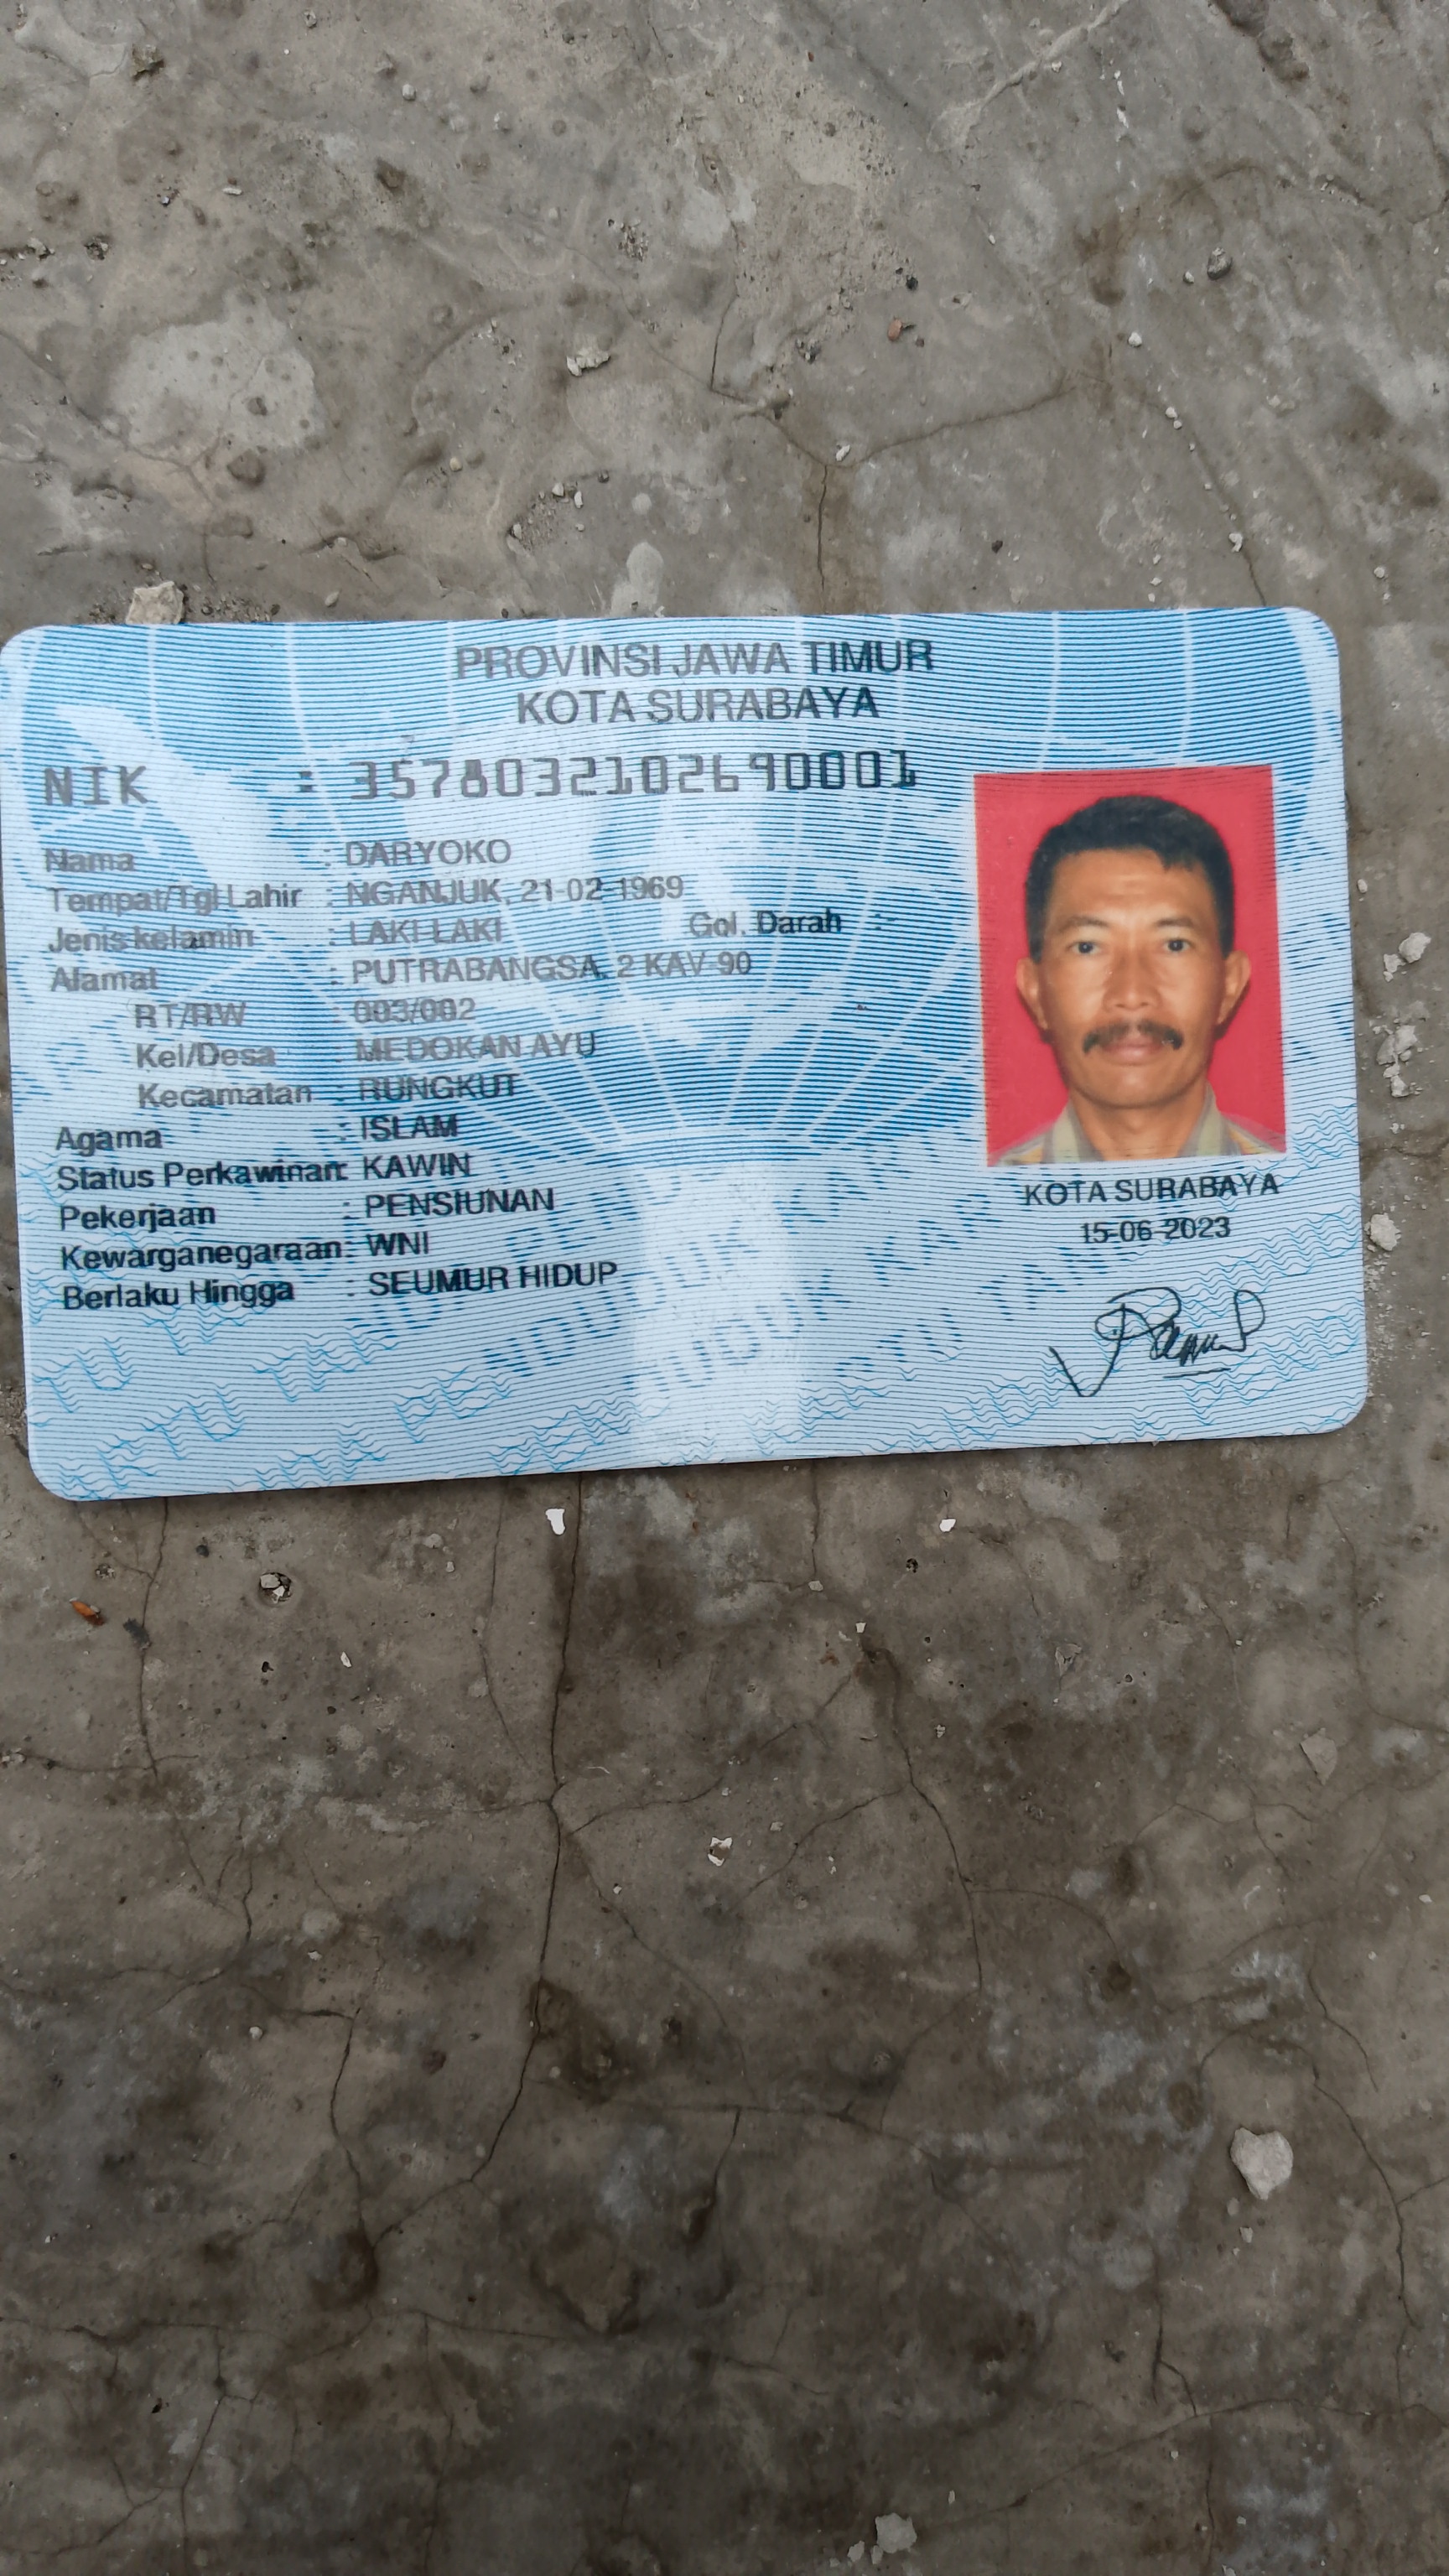 PROVINSI JAWA TIMUR
KOTA SURABAYA
NIK : 3578032102690001
Nama : DARYOKO
Tempat/Tgl Lahir : NGANJUK, 21-02-1969
Jenis kelamin : LAKI-LAKI Gol. Darah : -
Alamat : PUTRABANGSA, 2 KAV-90
RT/RW : 003/002
Kel/Desa : MEDOKAN AYU
Kecamatan : RUNGKUT
Agama : ISLAM
Status Perkawinan: KAWIN
Pekerjaan : PENSIUNAN
Kewarganegaraan: WNI
Berlaku Hingga : SEUMUR HIDUP
KOTA SURABAYA
15-06-2023